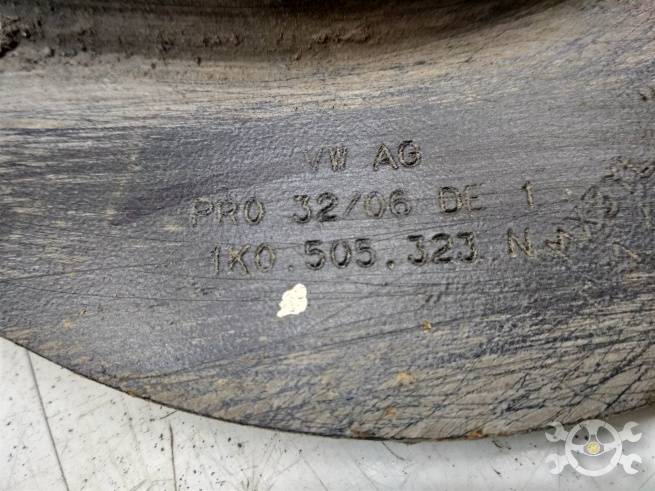 VW AG
PRO 32/06 DE 1
1K0.505.323 N